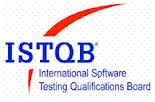 ISTQB®
International Software
Testing Qualifications Board